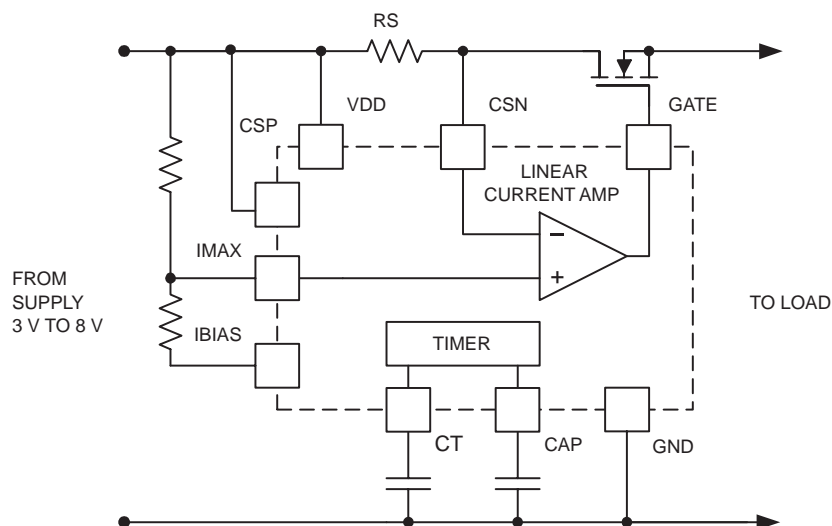 RS
VDD
CSN
GATE
CSP
LINEAR
CURRENT AMP
IMAX
FROM
SUPPLY
3 V TO 8 V
TO LOAD
IBIAS
TIMER
CT
CAP
GND